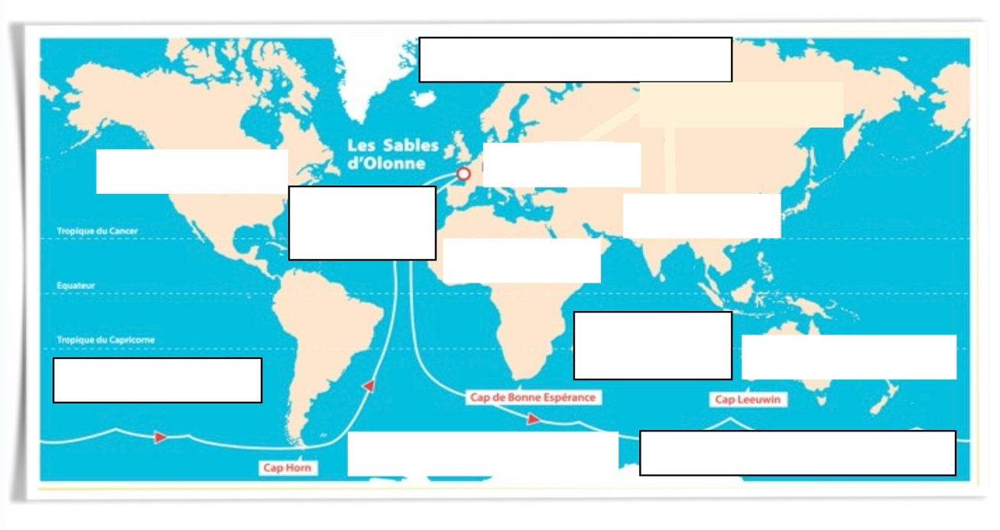 Les Sables
d'Olonne
Tropique du Cancer
Equateur
Tropique du Capricorne
Cap de Bonne Espérance
Cap Leeuwin
Cap Horn